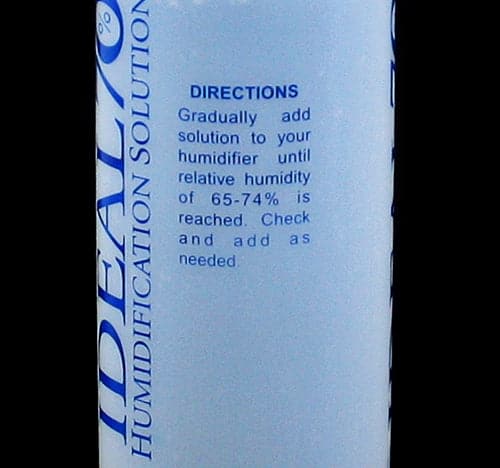 IDEAL 70%
HUMIDIFICATION SOLUTION
DIRECTIONS
Gradually add
solution to your
humidifier until
relative humidity
of 65-74% is
reached. Check
and add as
needed.